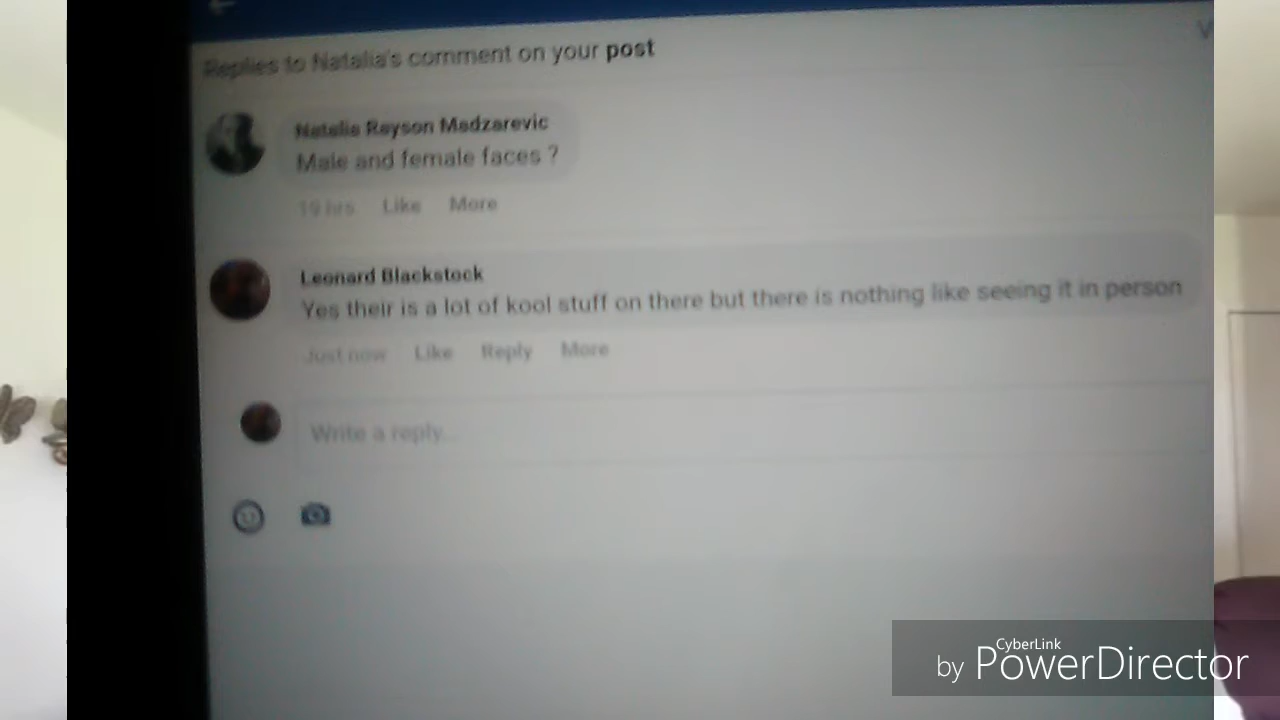 Replies to Natalia's comment on your post
Natalia Rayson Madzarevic
Male and female faces ?
19 hrs Like More
Leonard Blackstock
Yes their is a lot of kool stuff on there but there is nothing like seeing it in person
Just now Like Reply More
Write a reply...
CyberLink
by PowerDirector